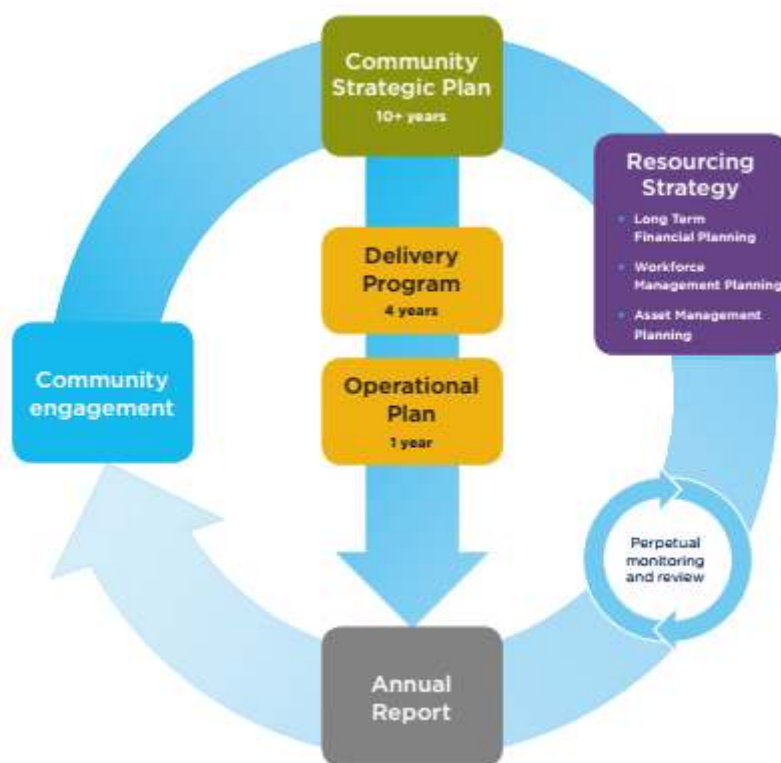 Community
Strategic Plan
10+ years
Resourcing
Strategy
Long Term
Financial Planning
Workforce
Management Planning
Asset Management
Planning
Delivery
Program
4 years
Community
engagement
Operational
Plan
1 year
Perpetual
monitoring
and review
Annual
Report